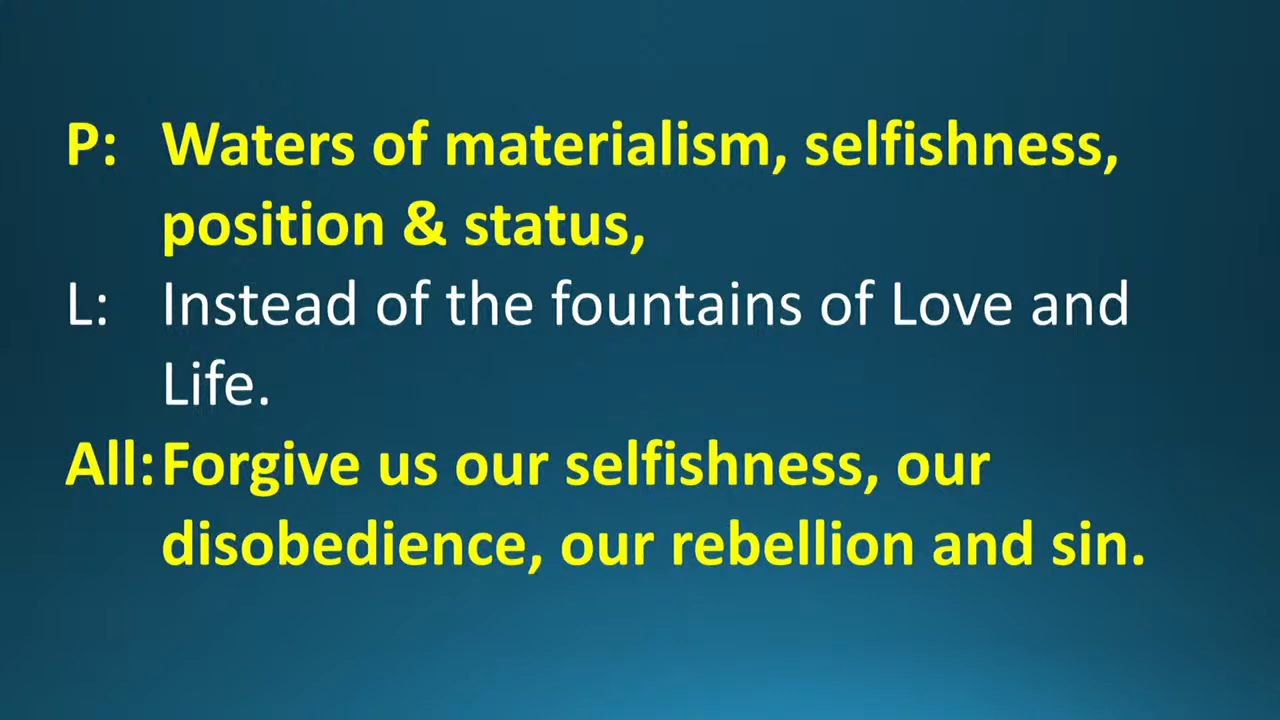 P: Waters of materialism, selfishness,
position & status,
L: Instead of the fountains of Love and
Life.
All: Forgive us our selfishness, our
disobedience, our rebellion and sin.